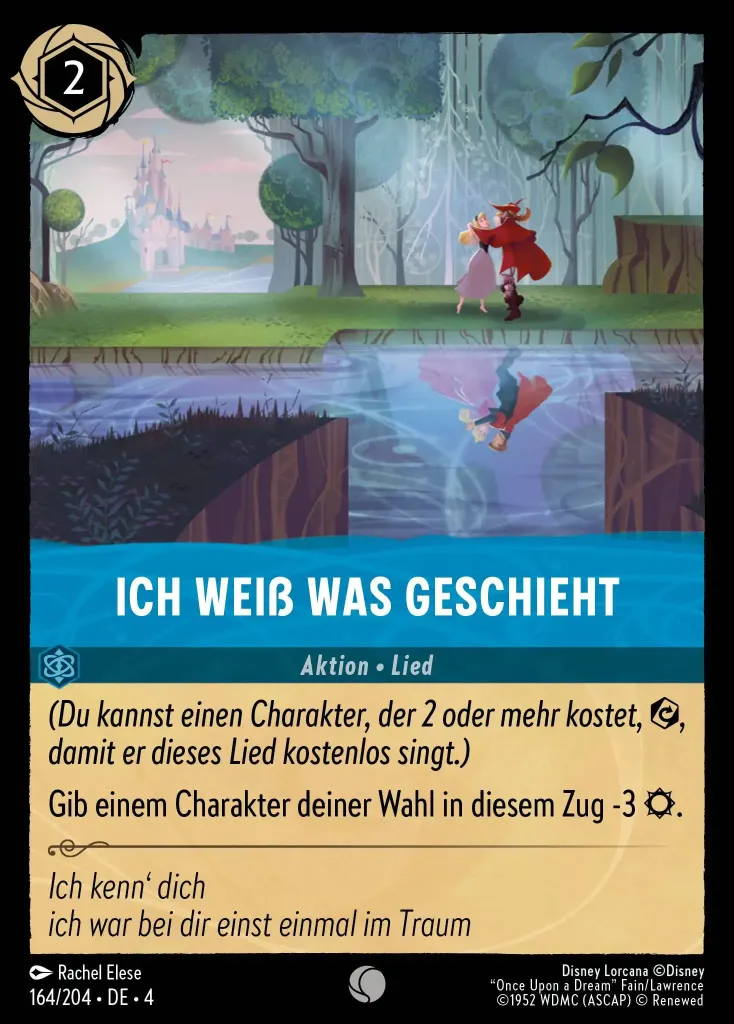 2
ICH WEIß WAS GESCHIEHT
Aktion • Lied
(Du kannst einen Charakter, der 2 oder mehr kostet, ,
damit er dieses Lied kostenlos singt.)
Gib einem Charakter deiner Wahl in diesem Zug -3 .
Ich kenn‘ dich
ich war bei dir einst einmal im Traum
Rachel Elese
164/204 • DE • 4
Disney Lorcana ©Disney
“Once Upon a Dream” Fain/Lawrence
©1952 WDMC (ASCAP) © Renewed